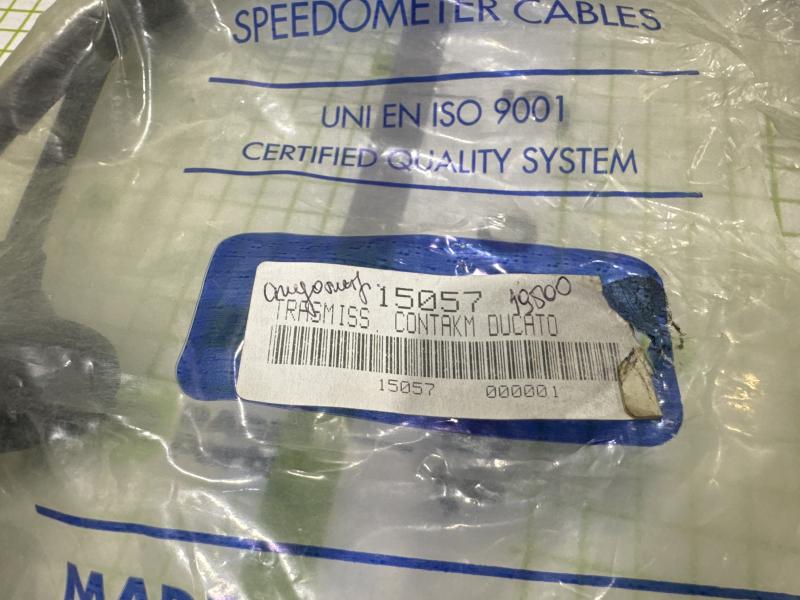 SPEEDOMETER CABLES
UNI EN ISO 9001
CERTIFIED QUALITY SYSTEM
15057 19500
TRASMISS. CONTAKM DUCATO
15057 000001